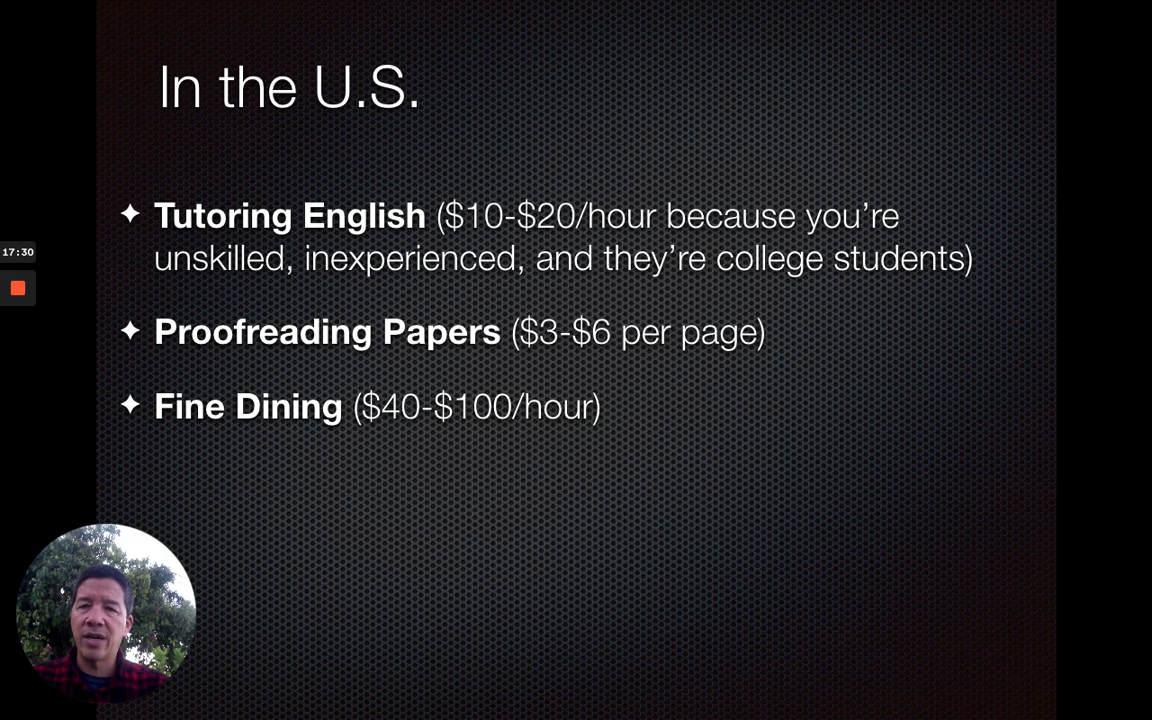 In the U.S.
✦ Tutoring English ($10-$20/hour because you’re
unskilled, inexperienced, and they’re college students)
17:30
✦ Proofreading Papers ($3-$6 per page)
✦ Fine Dining ($40-$100/hour)